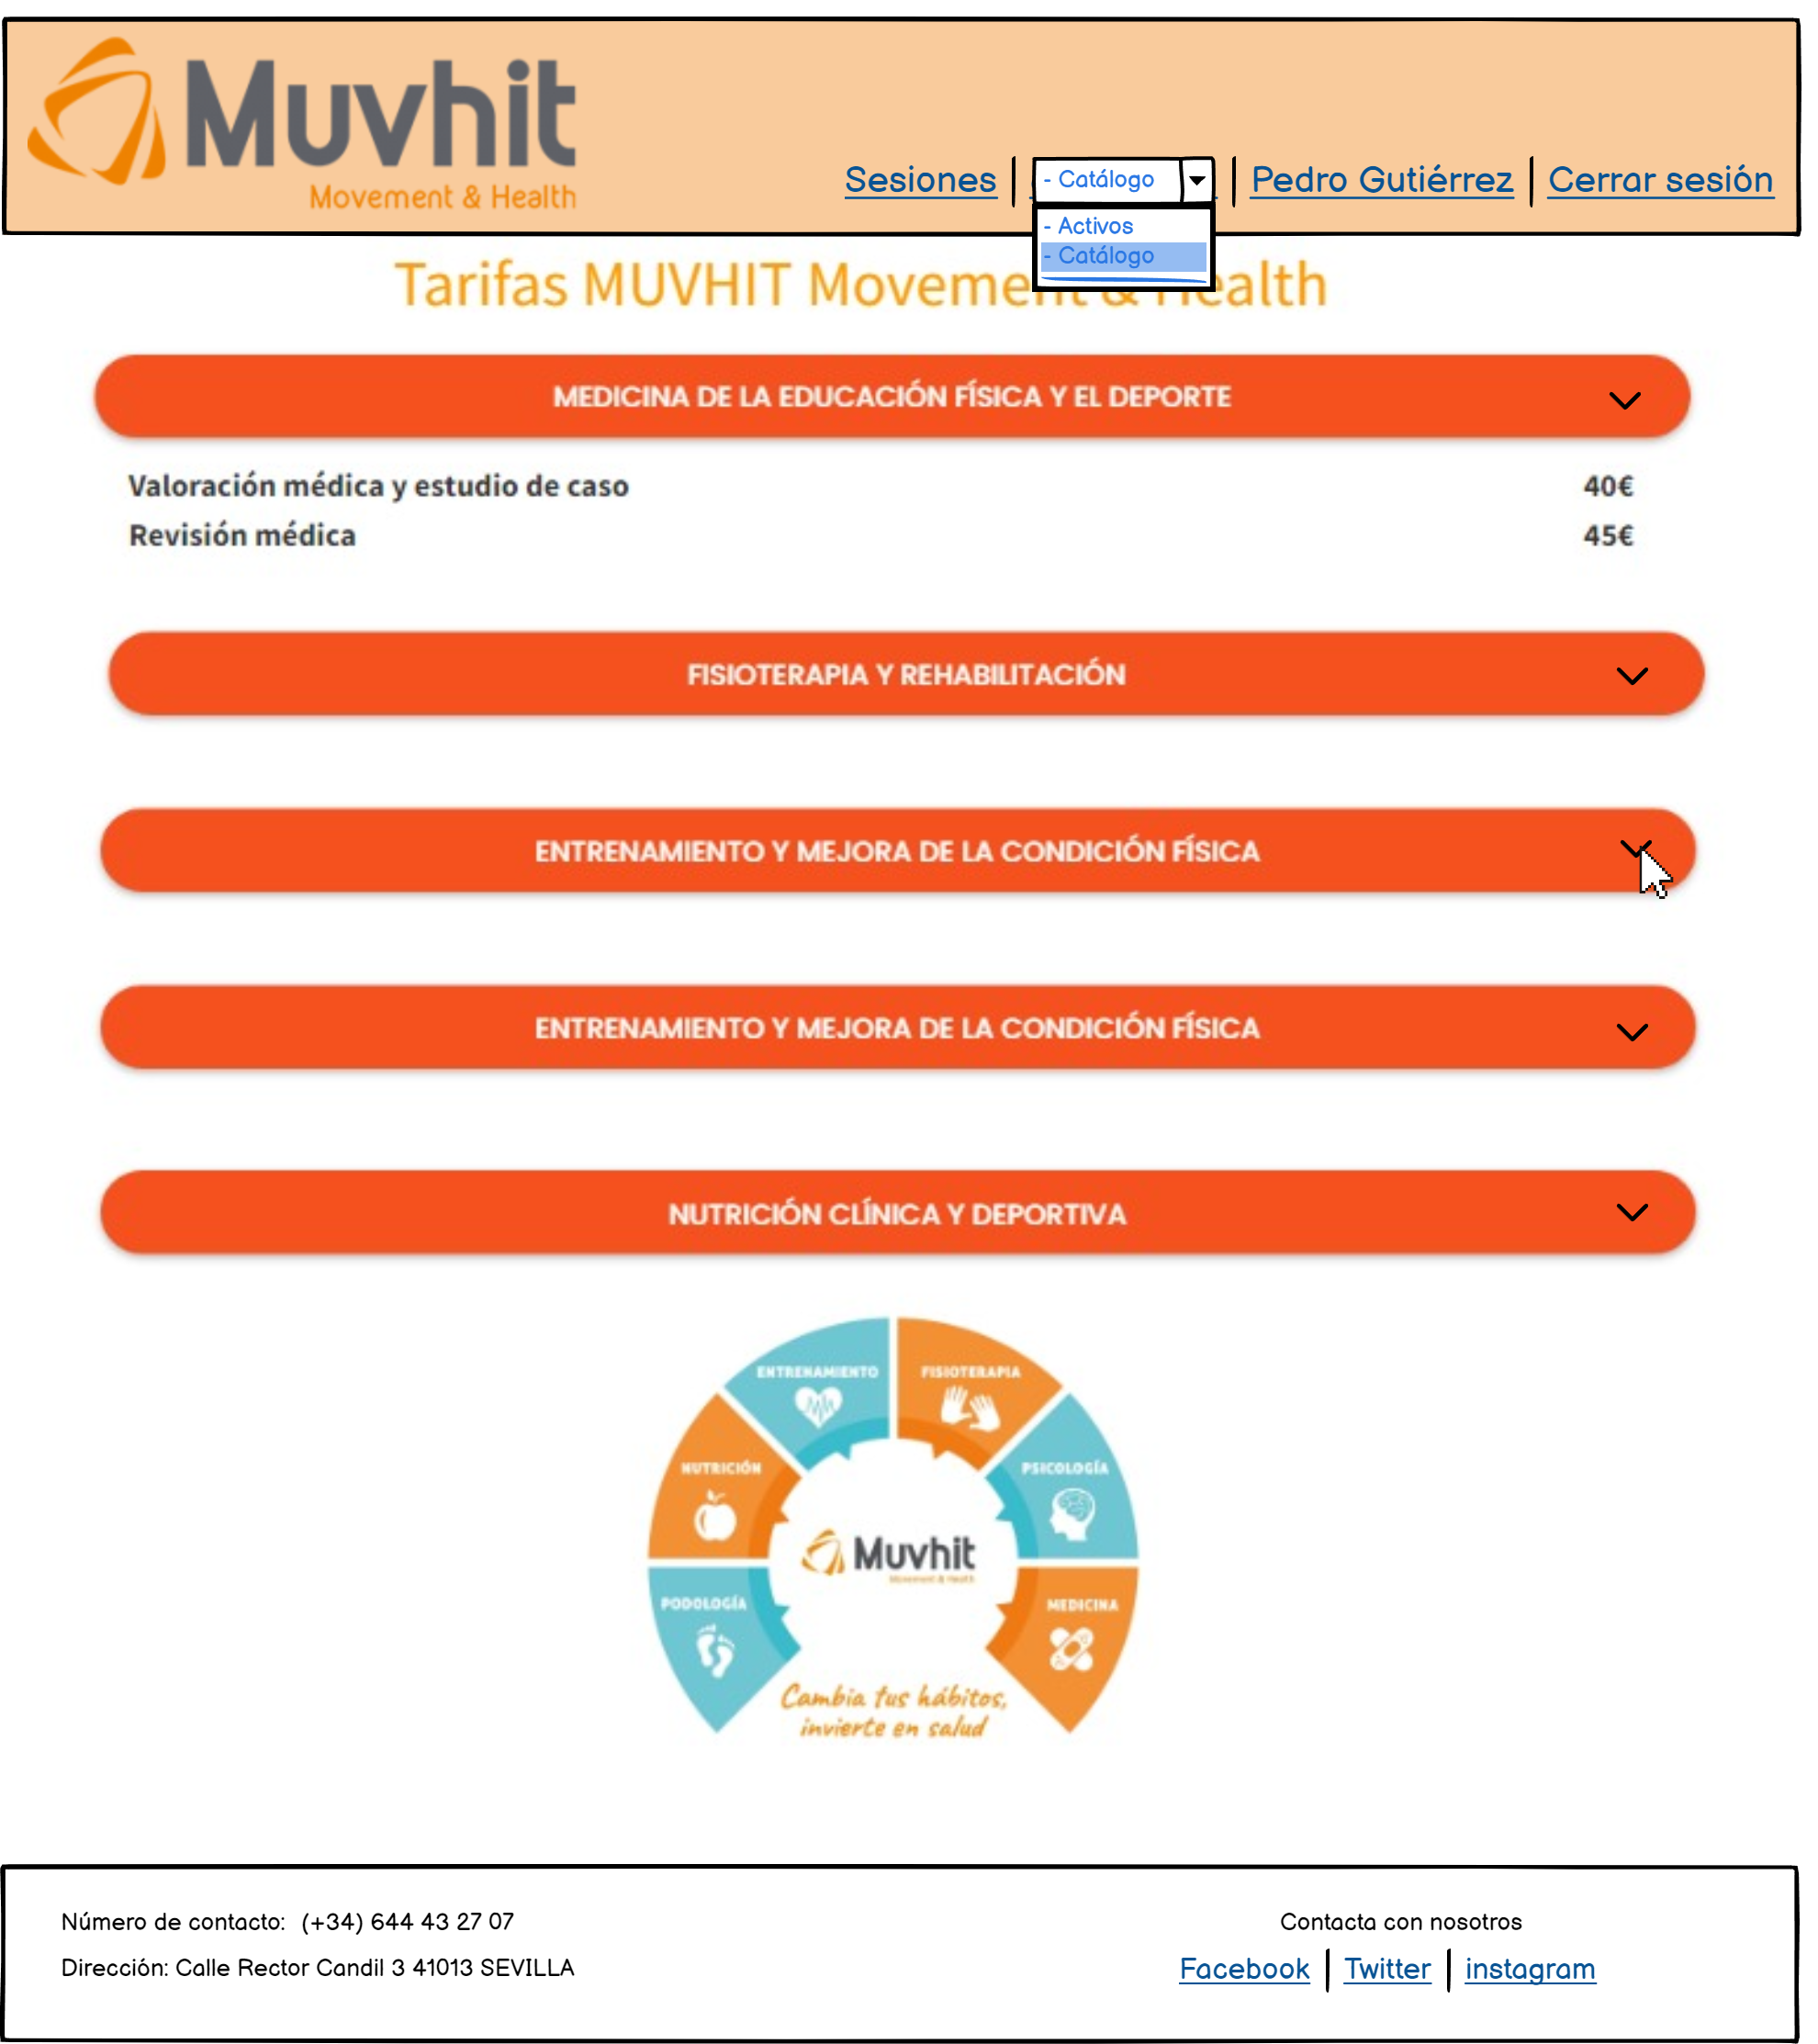 Muvhit
Movement & Health
Sesiones | - Catálogo | Pedro Gutiérrez | Cerrar sesión
- Activos
- Catálogo
Tarifas MUVHIT Movement & Health
MEDICINA DE LA EDUCACIÓN FÍSICA Y EL DEPORTE
Valoración médica y estudio de caso 40€
Revisión médica 45€
FISIOTERAPIA Y REHABILITACIÓN
ENTRENAMIENTO Y MEJORA DE LA CONDICIÓN FÍSICA
ENTRENAMIENTO Y MEJORA DE LA CONDICIÓN FÍSICA
NUTRICIÓN CLÍNICA Y DEPORTIVA
ENTRENAMIENTO
FISIOTERAPIA
NUTRICIÓN
PSICOLOGÍA
Muvhit
Movement & Health
PODOLOGÍA
MEDICINA
Cambia tus hábitos,
invierte en salud
Número de contacto: (+34) 644 43 27 07
Dirección: Calle Rector Candil 3 41013 SEVILLA
Contacta con nosotros
Facebook | Twitter | instagram